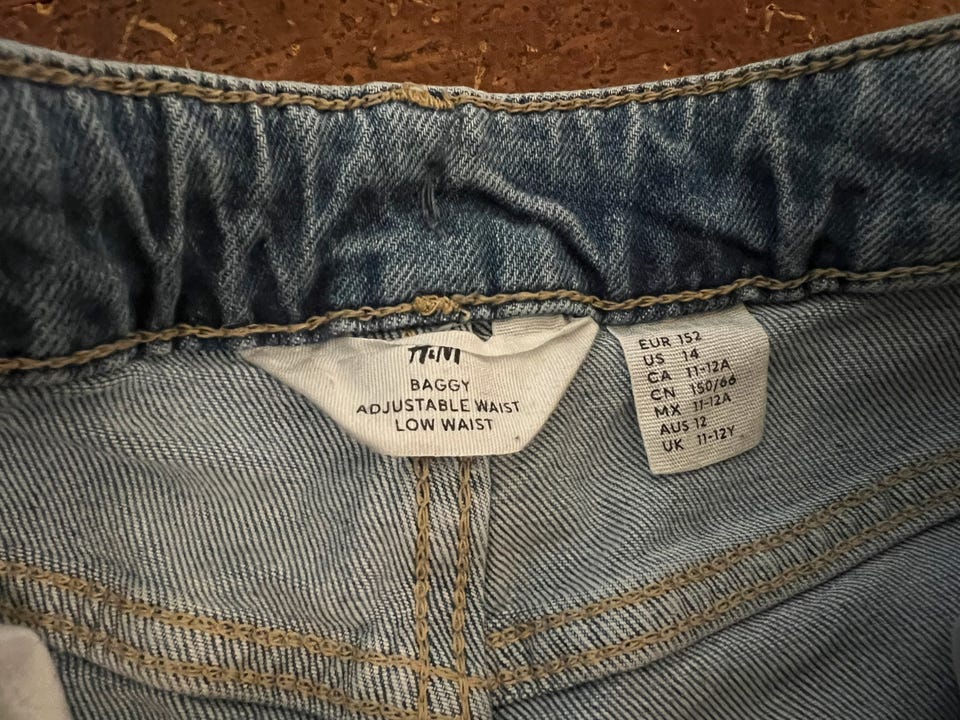 H&M
BAGGY
ADJUSTABLE WAIST
LOW WAIST
EUR 152
US 14
CA 11-12A
CN 150/66
MX 11-12A
AUS 12
UK 11-12Y